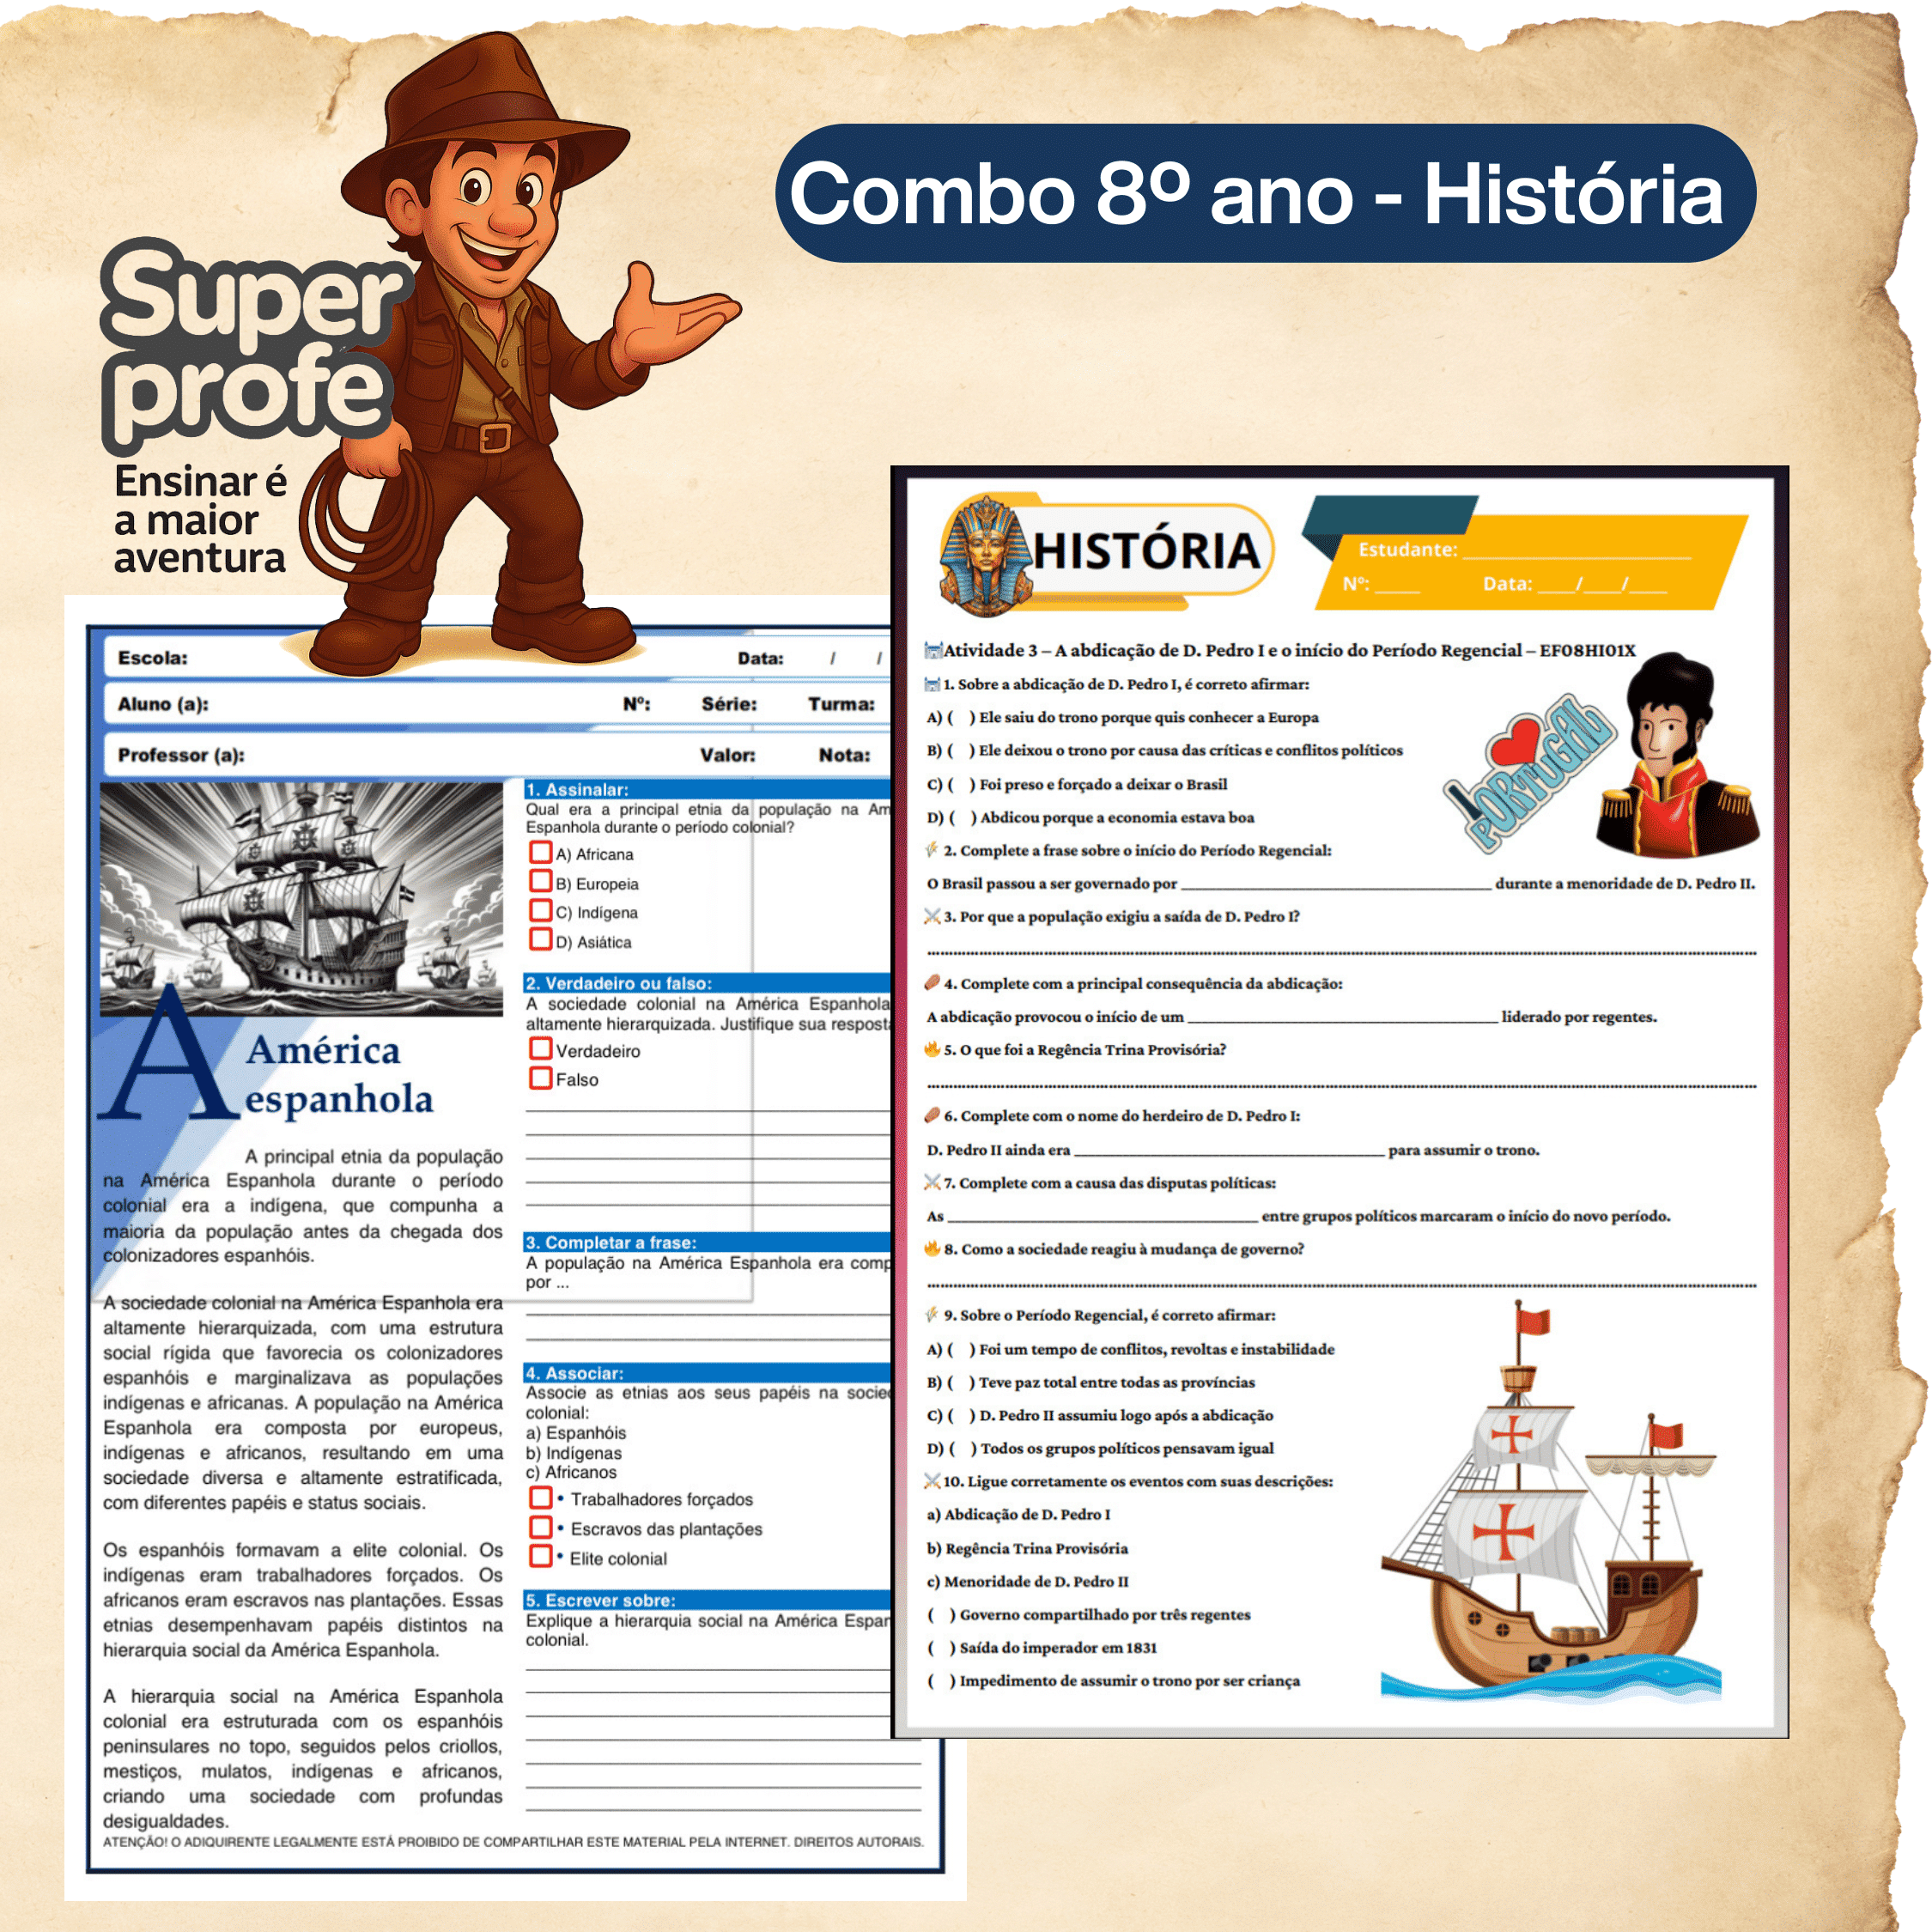 Combo 8º ano - História
Super
profe
Ensinar é
a maior
aventura
Escola:
Data: / /
Aluno (a):
Nº: Série: Turma:
Professor (a):
Valor: Nota:
A América
espanhola
A principal etnia da população
na América Espanhola durante o período
colonial era a indígena, que compunha a
maioria da população antes da chegada dos
colonizadores espanhóis.
A sociedade colonial na América Espanhola era
altamente hierarquizada, com uma estrutura
social rígida que favorecia os colonizadores
espanhóis e marginalizava as populações
indígenas e africanas. A população na América
Espanhola era composta por europeus,
indígenas e africanos, resultando em uma
sociedade diversa e altamente estratificada,
com diferentes papéis e status sociais.
Os espanhóis formavam a elite colonial. Os
indígenas eram trabalhadores forçados. Os
africanos eram escravos nas plantações. Essas
etnias desempenhavam papéis distintos na
hierarquia social da América Espanhola.
A hierarquia social na América Espanhola
colonial era estruturada com os espanhóis
peninsulares no topo, seguidos pelos criollos,
mestiços, mulatos, indígenas e africanos,
criando uma sociedade com profundas
desigualdades.
1. Assinalar:
Qual era a principal etnia da população na Am
Espanhola durante o período colonial?
A) Africana
B) Europeia
C) Indígena
D) Asiática
2. Verdadeiro ou falso:
A sociedade colonial na América Espanhola
altamente hierarquizada. Justifique sua resposta
Verdadeiro
Falso
3. Completar a frase:
A população na América Espanhola era comp
por ...
4. Associar:
Associe as etnias aos seus papéis na socied
colonial:
a) Espanhóis
b) Indígenas
c) Africanos
• Trabalhadores forçados
• Escravos das plantações
• Elite colonial
5. Escrever sobre:
Explique a hierarquia social na América Espan
colonial.
ATENÇÃO! O ADIQUIRENTE LEGALMENTE ESTÁ PROIBIDO DE COMPARTILHAR ESTE MATERIAL PELA INTERNET. DIREITOS AUTORAIS.
HISTÓRIA
Estudante: ____________________
Nº: _____ Data: ____/____/____
Atividade 3 – A abdicação de D. Pedro I e o início do Período Regencial – EF08HI01X
1. Sobre a abdicação de D. Pedro I, é correto afirmar:
A) ( ) Ele saiu do trono porque quis conhecer a Europa
B) ( ) Ele deixou o trono por causa das críticas e conflitos políticos
C) ( ) Foi preso e forçado a deixar o Brasil
D) ( ) Abdicou porque a economia estava boa
I PORTUGAL
2. Complete a frase sobre o início do Período Regencial:
O Brasil passou a ser governado por ____________________ durante a menoridade de D. Pedro II.
3. Por que a população exigiu a saída de D. Pedro I?
4. Complete com a principal consequência da abdicação:
A abdicação provocou o início de um ____________________ liderado por regentes.
5. O que foi a Regência Trina Provisória?
6. Complete com o nome do herdeiro de D. Pedro I:
D. Pedro II ainda era ____________________ para assumir o trono.
7. Complete com a causa das disputas políticas:
As ____________________ entre grupos políticos marcaram o início do novo período.
8. Como a sociedade reagiu à mudança de governo?
9. Sobre o Período Regencial, é correto afirmar:
A) ( ) Foi um tempo de conflitos, revoltas e instabilidade
B) ( ) Teve paz total entre todas as províncias
C) ( ) D. Pedro II assumiu logo após a abdicação
D) ( ) Todos os grupos políticos pensavam igual
10. Ligue corretamente os eventos com suas descrições:
a) Abdicação de D. Pedro I
b) Regência Trina Provisória
c) Menoridade de D. Pedro II
( ) Governo compartilhado por três regentes
( ) Saída do imperador em 1831
( ) Impedimento de assumir o trono por ser criança